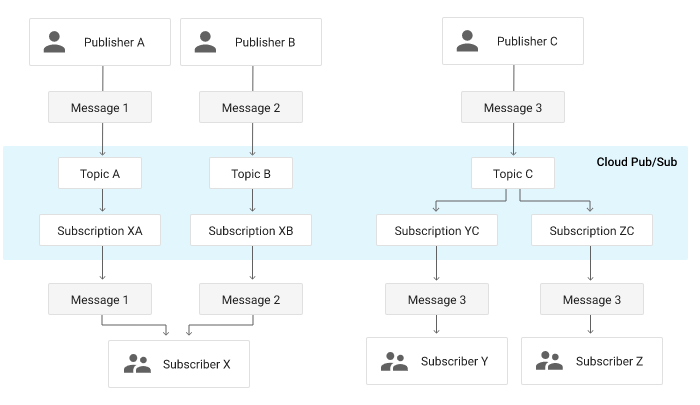 Publisher A
Publisher B
Publisher C
Message 1
Message 2
Message 3
Cloud Pub/Sub
Topic A
Topic B
Topic C
Subscription XA
Subscription XB
Subscription YC
Subscription ZC
Message 1
Message 2
Message 3
Message 3
Subscriber X
Subscriber Y
Subscriber Z